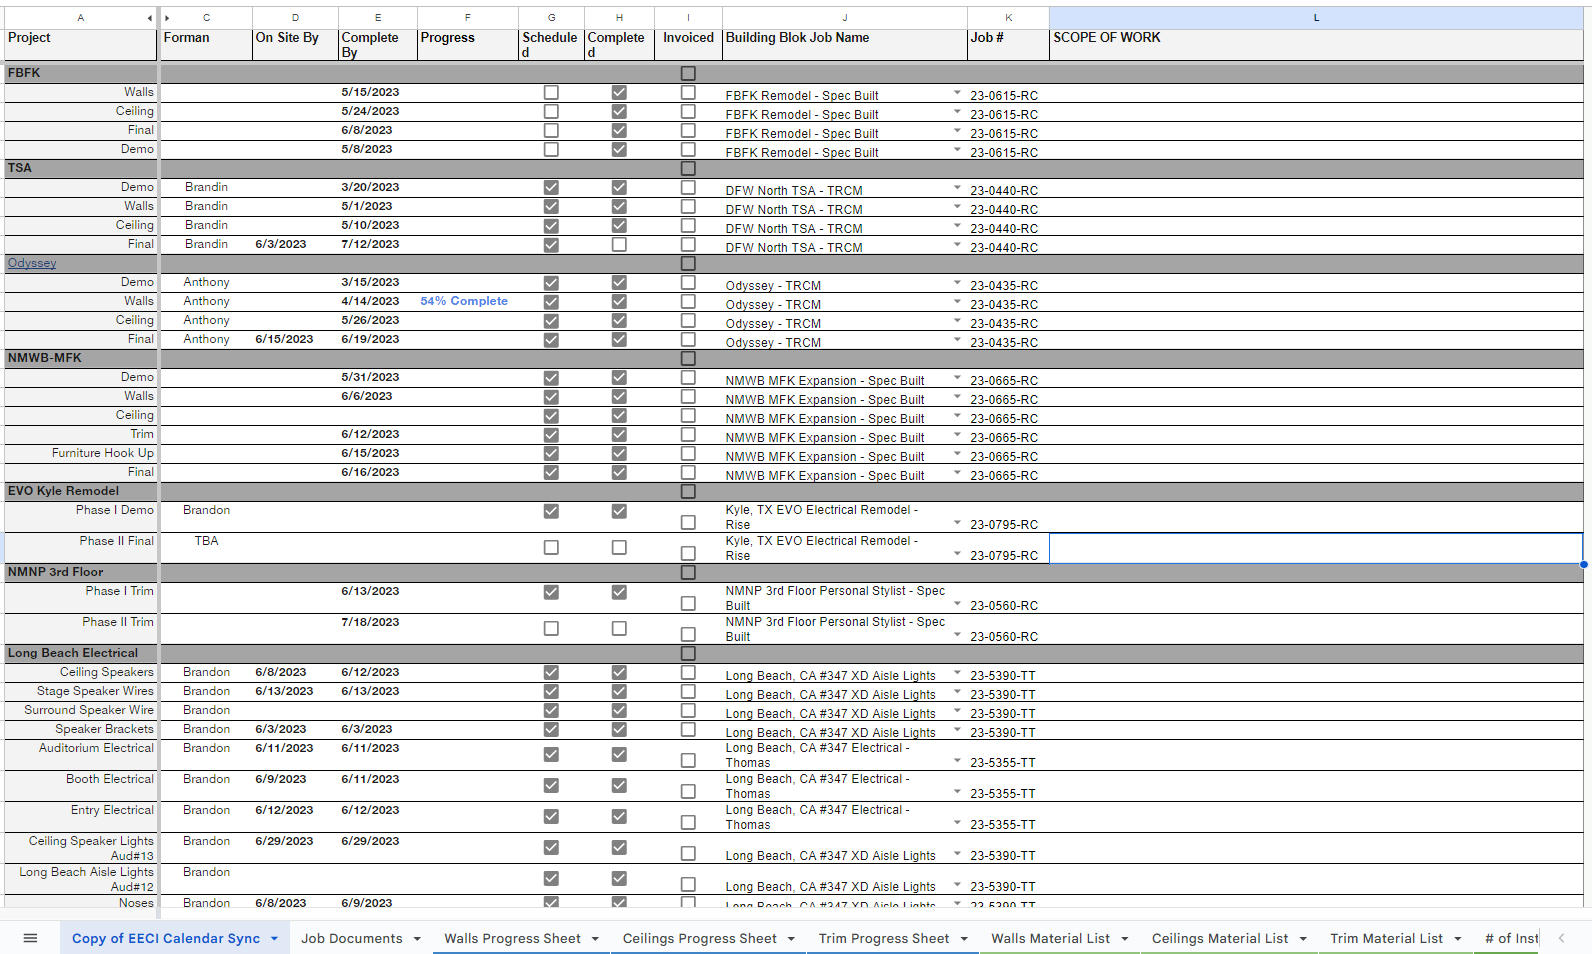 A C D E F G H I J K L
Project Forman On Site By Complete By Progress Scheduled Completed Invoiced Building Blok Job Name Job # SCOPE OF WORK
FBFK
Walls 5/15/2023 FBFK Remodel - Spec Built 23-0615-RC
Ceiling 5/24/2023 FBFK Remodel - Spec Built 23-0615-RC
Final 6/8/2023 FBFK Remodel - Spec Built 23-0615-RC
Demo 5/8/2023 FBFK Remodel - Spec Built 23-0615-RC
TSA
Demo Brandin 3/20/2023 DFW North TSA - TRCM 23-0440-RC
Walls Brandin 5/1/2023 DFW North TSA - TRCM 23-0440-RC
Ceiling Brandin 5/10/2023 DFW North TSA - TRCM 23-0440-RC
Final Brandin 6/3/2023 7/12/2023 DFW North TSA - TRCM 23-0440-RC
Odyssey
Demo Anthony 3/15/2023 Odyssey - TRCM 23-0435-RC
Walls Anthony 4/14/2023 54% Complete Odyssey - TRCM 23-0435-RC
Ceiling Anthony 5/26/2023 Odyssey - TRCM 23-0435-RC
Final Anthony 6/15/2023 6/19/2023 Odyssey - TRCM 23-0435-RC
NMWB-MFK
Demo 5/31/2023 NMWB MFK Expansion - Spec Built 23-0665-RC
Walls 6/6/2023 NMWB MFK Expansion - Spec Built 23-0665-RC
Ceiling NMWB MFK Expansion - Spec Built 23-0665-RC
Trim 6/12/2023 NMWB MFK Expansion - Spec Built 23-0665-RC
Furniture Hook Up 6/15/2023 NMWB MFK Expansion - Spec Built 23-0665-RC
Final 6/16/2023 NMWB MFK Expansion - Spec Built 23-0665-RC
EVO Kyle Remodel
Phase I Demo Brandon Kyle, TX EVO Electrical Remodel -
Rise 23-0795-RC
Phase II Final TBA Kyle, TX EVO Electrical Remodel -
Rise 23-0795-RC
NMNP 3rd Floor
Phase I Trim 6/13/2023 NMNP 3rd Floor Personal Stylist - Spec
Built 23-0560-RC
Phase II Trim 7/18/2023 NMNP 3rd Floor Personal Stylist - Spec
Built 23-0560-RC
Long Beach Electrical
Ceiling Speakers Brandon 6/8/2023 6/12/2023 Long Beach, CA #347 XD Aisle Lights 23-5390-TT
Stage Speaker Wires Brandon 6/13/2023 6/13/2023 Long Beach, CA #347 XD Aisle Lights 23-5390-TT
Surround Speaker Wire Brandon Long Beach, CA #347 XD Aisle Lights 23-5390-TT
Speaker Brackets Brandon 6/3/2023 6/3/2023 Long Beach, CA #347 XD Aisle Lights 23-5390-TT
Auditorium Electrical Brandon 6/11/2023 6/11/2023 Long Beach, CA #347 Electrical -
Thomas 23-5355-TT
Booth Electrical Brandon 6/9/2023 6/11/2023 Long Beach, CA #347 Electrical -
Thomas 23-5355-TT
Entry Electrical Brandon 6/12/2023 6/12/2023 Long Beach, CA #347 Electrical -
Thomas 23-5355-TT
Ceiling Speaker Lights Brandon 6/29/2023 6/29/2023
Aud#13 Long Beach, CA #347 XD Aisle Lights 23-5390-TT
Long Beach Aisle Lights Brandon
Aud#12 Long Beach, CA #347 XD Aisle Lights 23-5390-TT
Noses Brandon 6/8/2023 6/9/2023 Long Beach, CA #347 XD Aisle Lights 23-5390-TT
Copy of EECI Calendar Sync Job Documents Walls Progress Sheet Ceilings Progress Sheet Trim Progress Sheet Walls Material List Ceilings Material List Trim Material List # of Inst